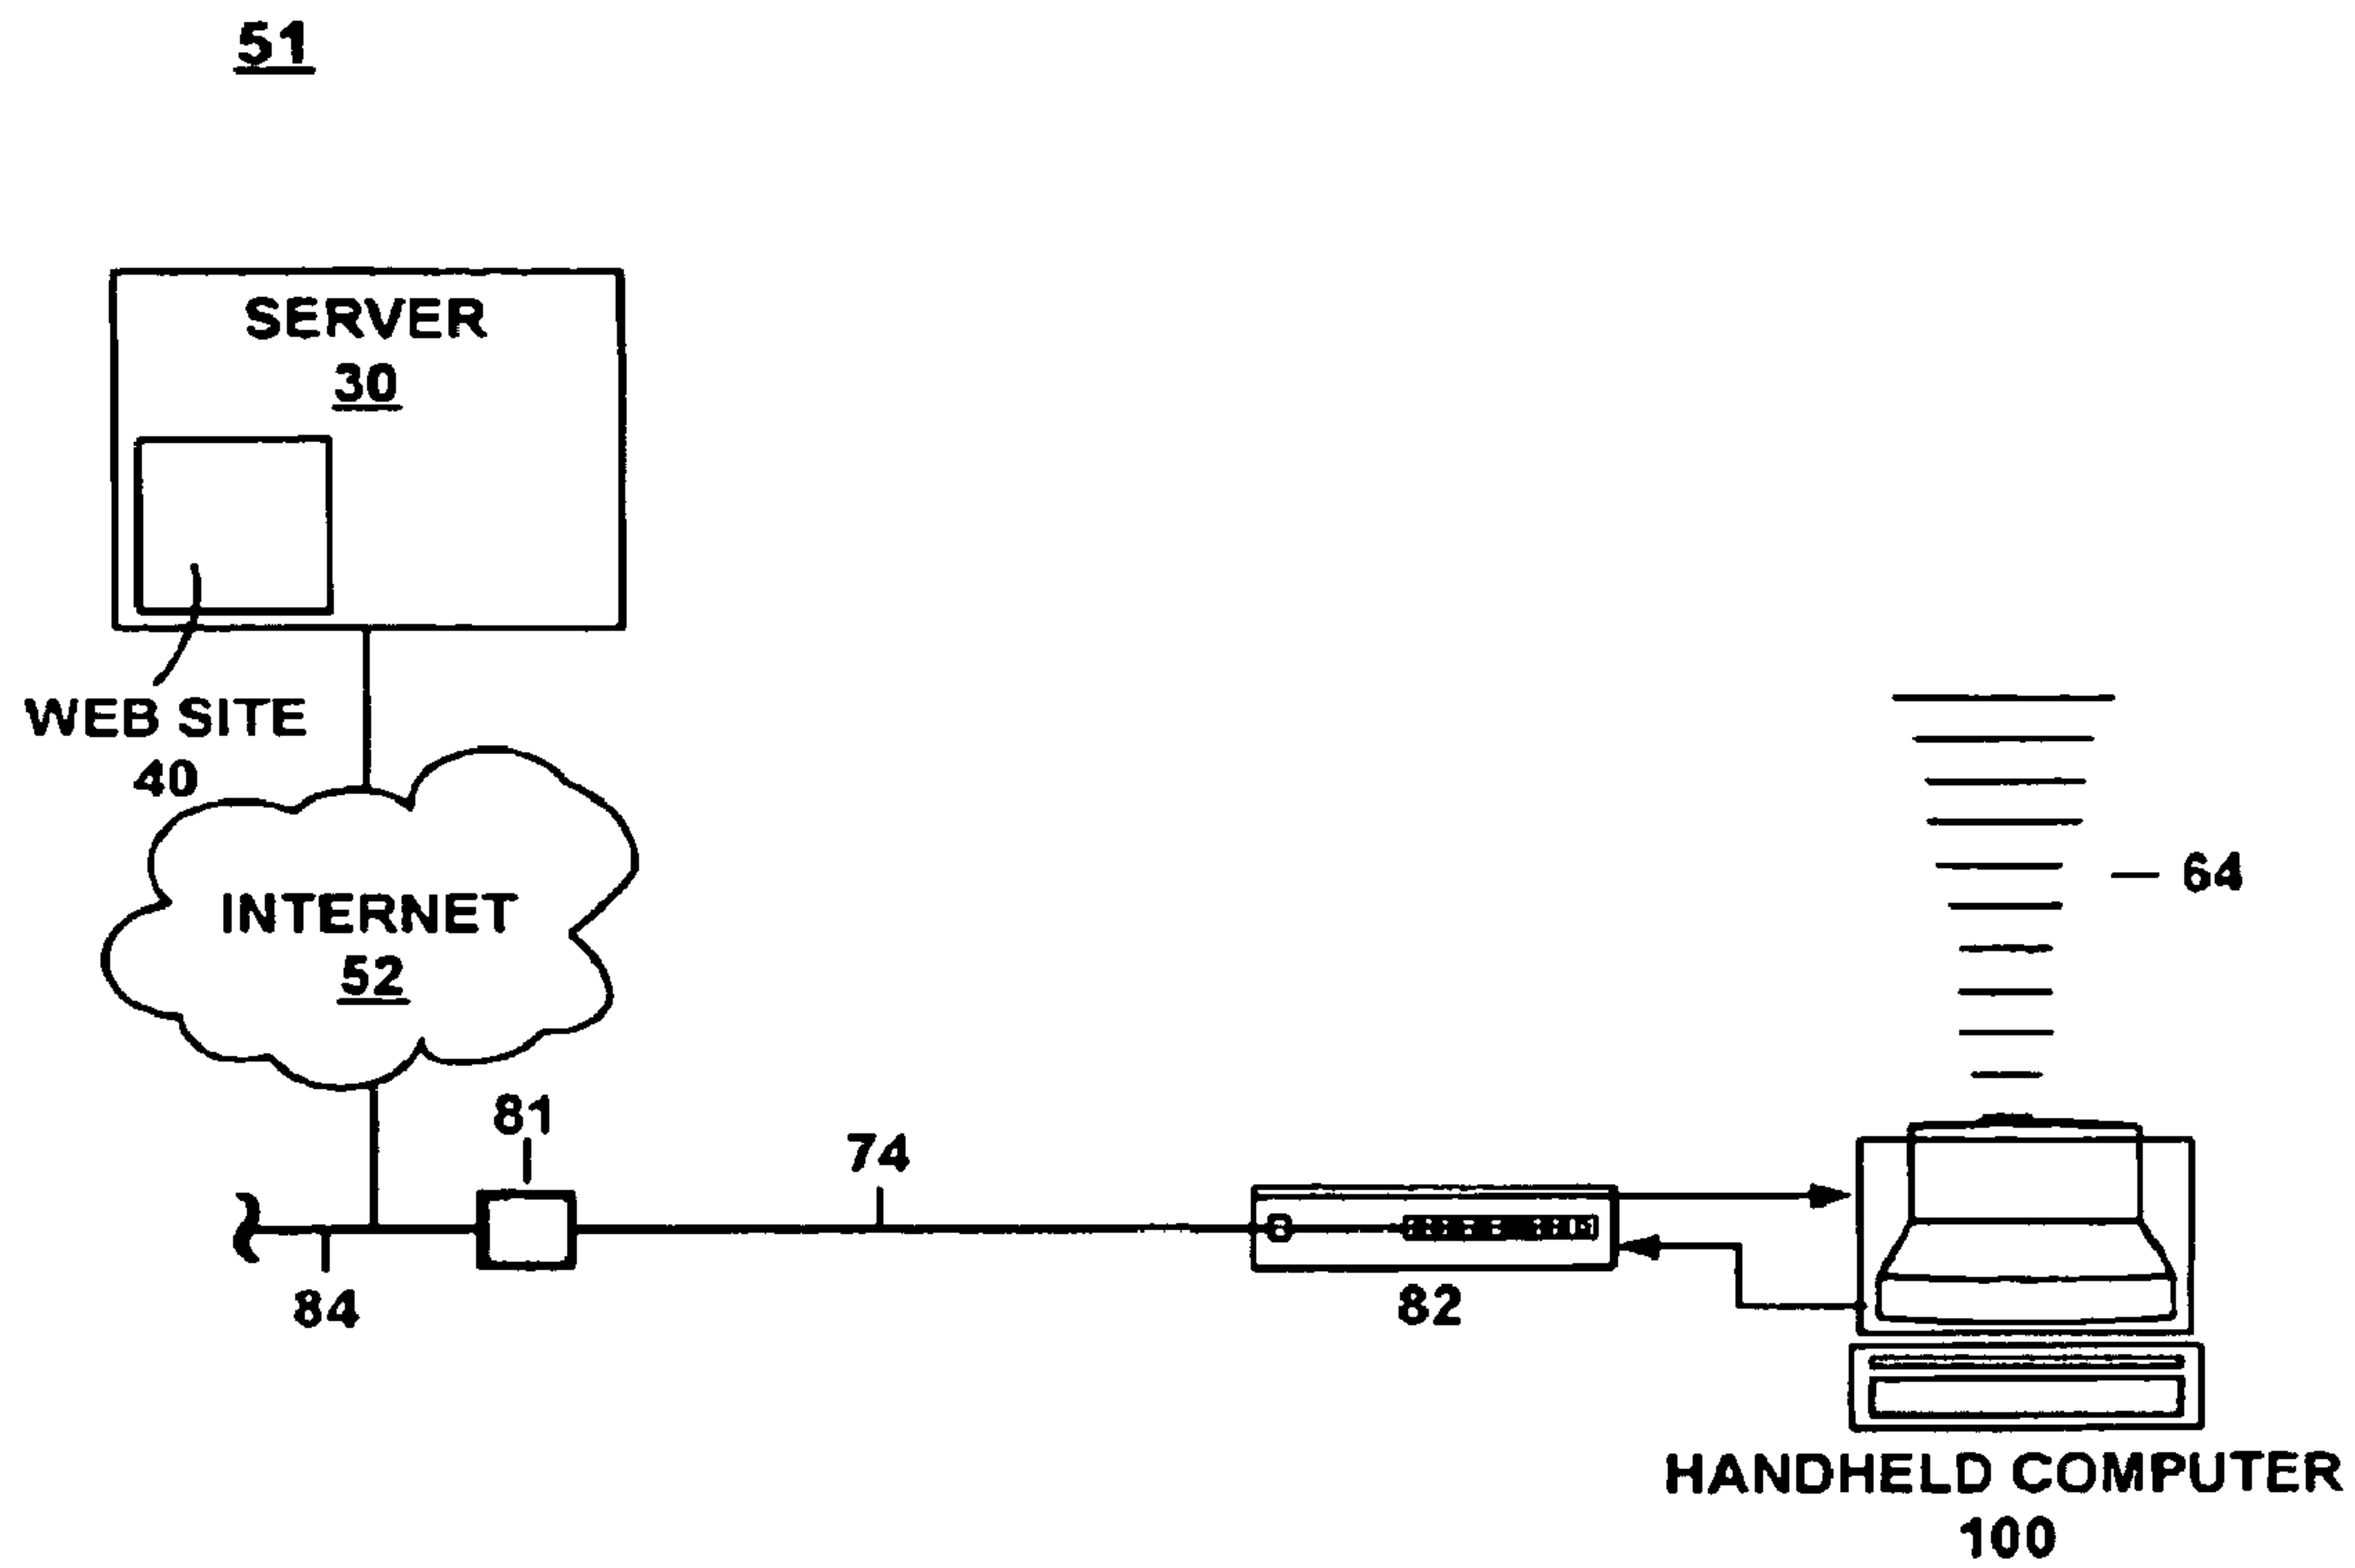 51
SERVER
30
WEB SITE
40
INTERNET
52
64
81
74
84
82
HANDHELD COMPUTER
100